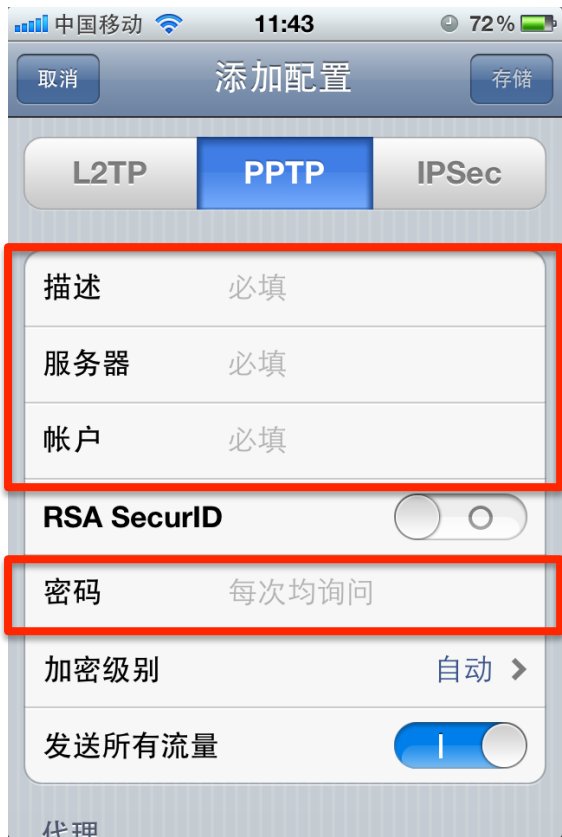 中国移动 11:43 72%
取消 添加配置 存储
L2TP PPTP IPSec
描述 必填
服务器 必填
帐户 必填
RSA SecurID
密码 每次均询问
加密级别 自动
发送所有流量
代理